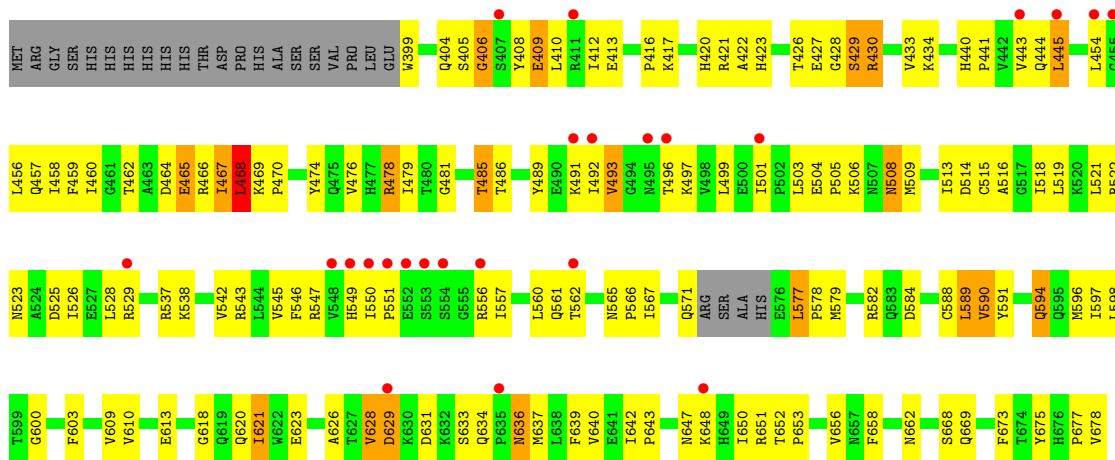 MET ARG GLY SER HIS HIS HIS HIS HIS HIS THR ASP PRO HIS ALA SER SER VAL PRO LEU GLU W399 Q404 S405 G406 S407 Y408 E409 L410 R411 I412 E413 P416 K417 H420 R421 A422 H423 T426 E427 G428 S429 R430 V433 K434 H440 P441 V442 V443 Q444 L445 L454 G455
L456 Q457 I458 F459 I460 G461 T462 A463 D464 E465 R466 I467 L468 K469 P470 Y474 Q475 V476 H477 R478 I479 T480 G481 T485 T486 Y489 E490 K491 I492 V493 G494 N495 T496 K497 V498 L499 E500 I501 P502 L503 E504 P505 K506 N507 N508 M509 I513 D514 C515 A516 G517 I518 L519 K520 L521 R522
N523 A524 D525 I526 E527 L528 R529 R537 K538 V542 R543 L544 V545 F546 R547 V548 H549 I550 P551 E552 S553 S554 G555 R556 I557 L560 Q561 T562 N565 P566 I567 Q571 ARG SER ALA HIS E576 L577 P578 M579 R582 Q583 D584 C588 L589 V590 Y591 Q594 Q595 M596 I597 L598
T599 G600 F603 V609 V610 E613 G618 Q619 Q620 I621 W622 E623 A626 T627 V628 D629 K630 D631 K632 S633 Q634 P635 N636 M637 L638 F639 V640 E641 I642 P643 N647 K648 H649 I650 R651 T652 P653 V656 N657 F658 N662 S668 Q669 F673 T674 Y675 H676 P677 V678